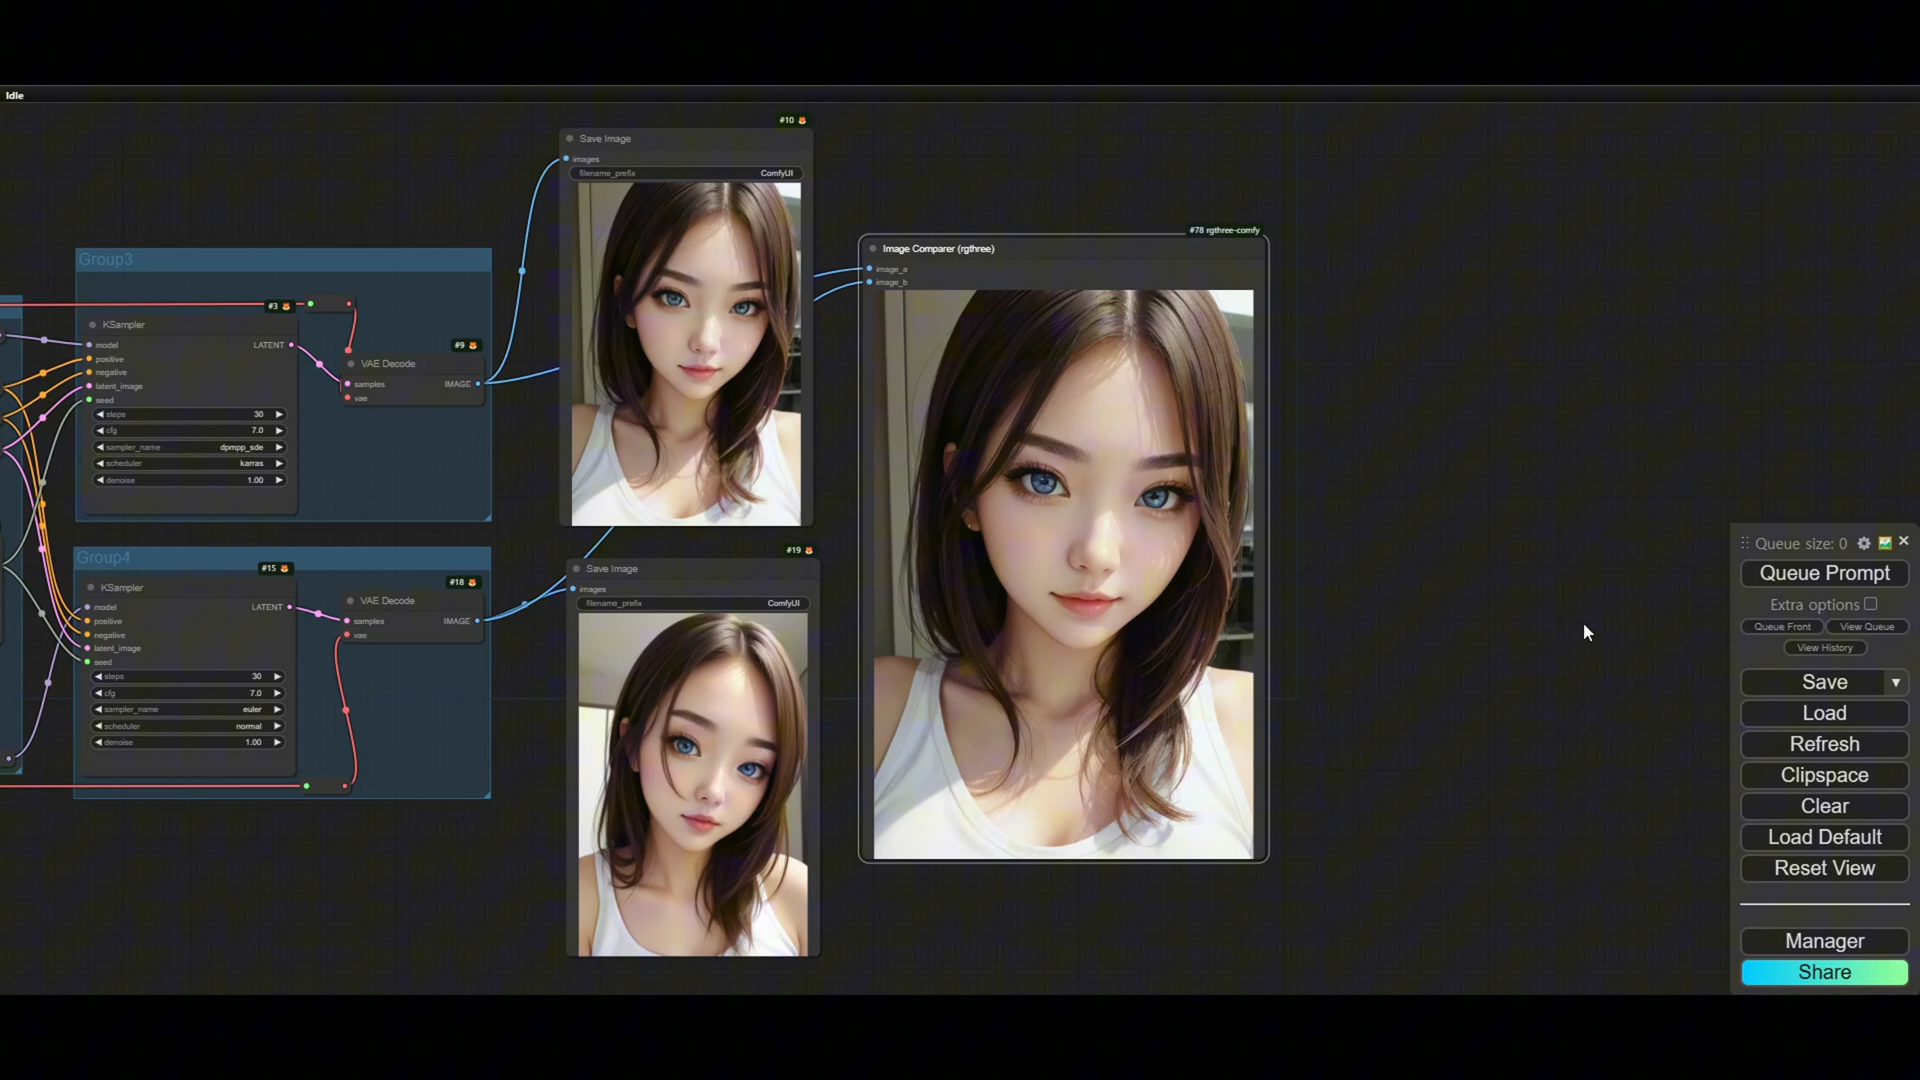 Idle
#10
Save Image
images
filename_prefix ComfyUI
#78 rgthree-comfy
Image Comparer (rgthree)
image_a
image_b
Group3
#3
KSampler
model LATENT
positive
negative
latent_image
seed
steps 30
cfg 7.0
sampler_name dpmpp_sde
scheduler karras
denoise 1.00
#9
VAE Decode
samples IMAGE
vae
Group4
#15
KSampler
model LATENT
positive
negative
latent_image
seed
steps 30
cfg 7.0
sampler_name euler
scheduler normal
denoise 1.00
#18
VAE Decode
samples IMAGE
vae
#19
Save Image
images
filename_prefix ComfyUI
Queue size: 0
Queue Prompt
Extra options
Queue Front View Queue
View History
Save
Load
Refresh
Clipspace
Clear
Load Default
Reset View
Manager
Share